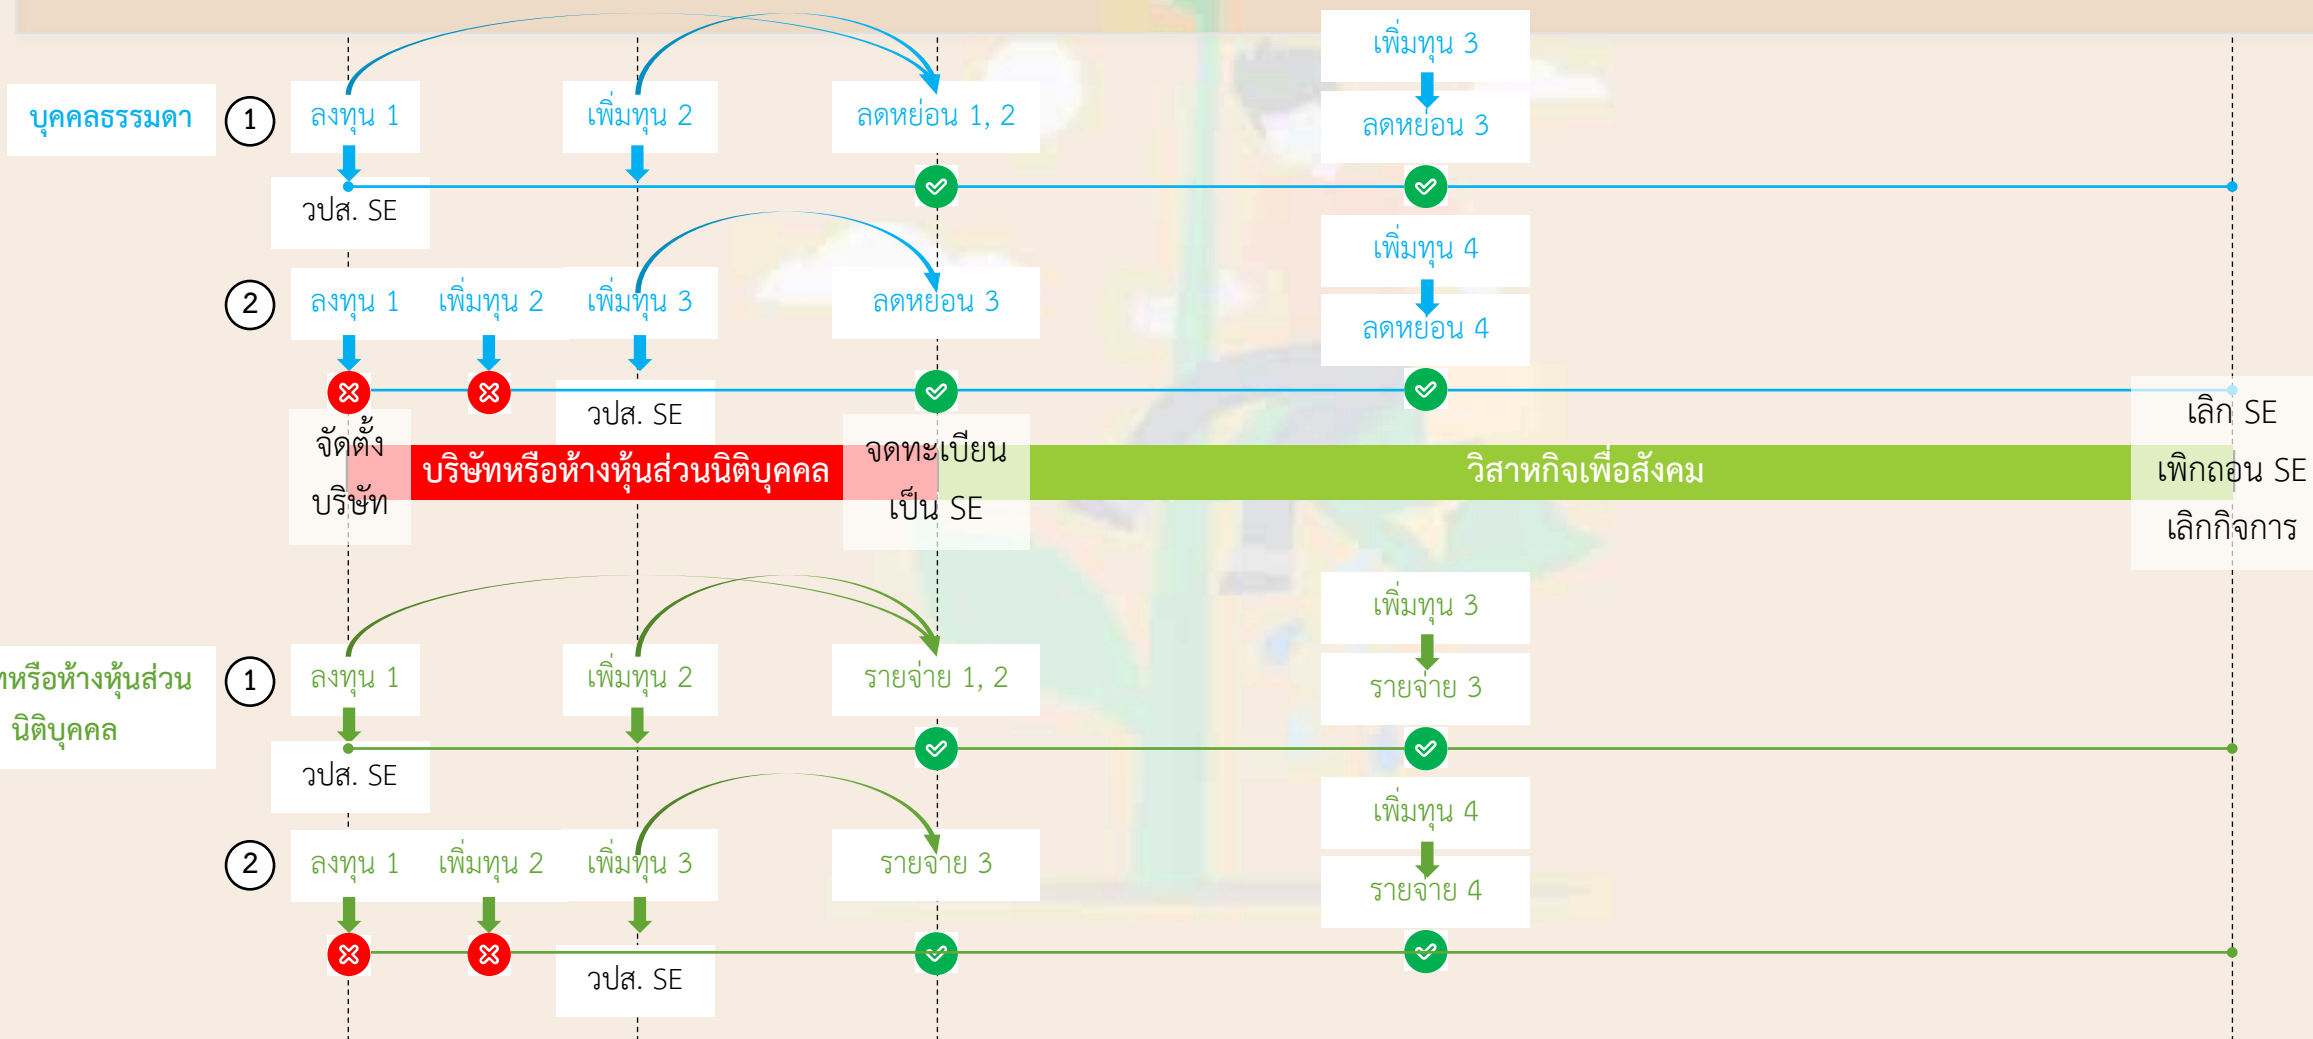 เพิ่มทุน 3
บุคคลธรรมดา
1
ลงทุน 1
เพิ่มทุน 2
ลดหย่อน 1, 2
ลดหย่อน 3
วปส. SE
เพิ่มทุน 4
2
ลงทุน 1
เพิ่มทุน 2
เพิ่มทุน 3
ลดหย่อน 3
ลดหย่อน 4
วปส. SE
จัดตั้ง
บริษัท
บริษัทหรือห้างหุ้นส่วนนิติบุคคล
จดทะเบียน
เป็น SE
วิสาหกิจเพื่อสังคม
เลิก SE
เพิกถอน SE
เลิกกิจการ
เพิ่มทุน 3
ทหรือห้างหุ้นส่วน
นิติบุคคล
1
ลงทุน 1
เพิ่มทุน 2
รายจ่าย 1, 2
รายจ่าย 3
วปส. SE
เพิ่มทุน 4
2
ลงทุน 1
เพิ่มทุน 2
เพิ่มทุน 3
รายจ่าย 3
รายจ่าย 4
วปส. SE